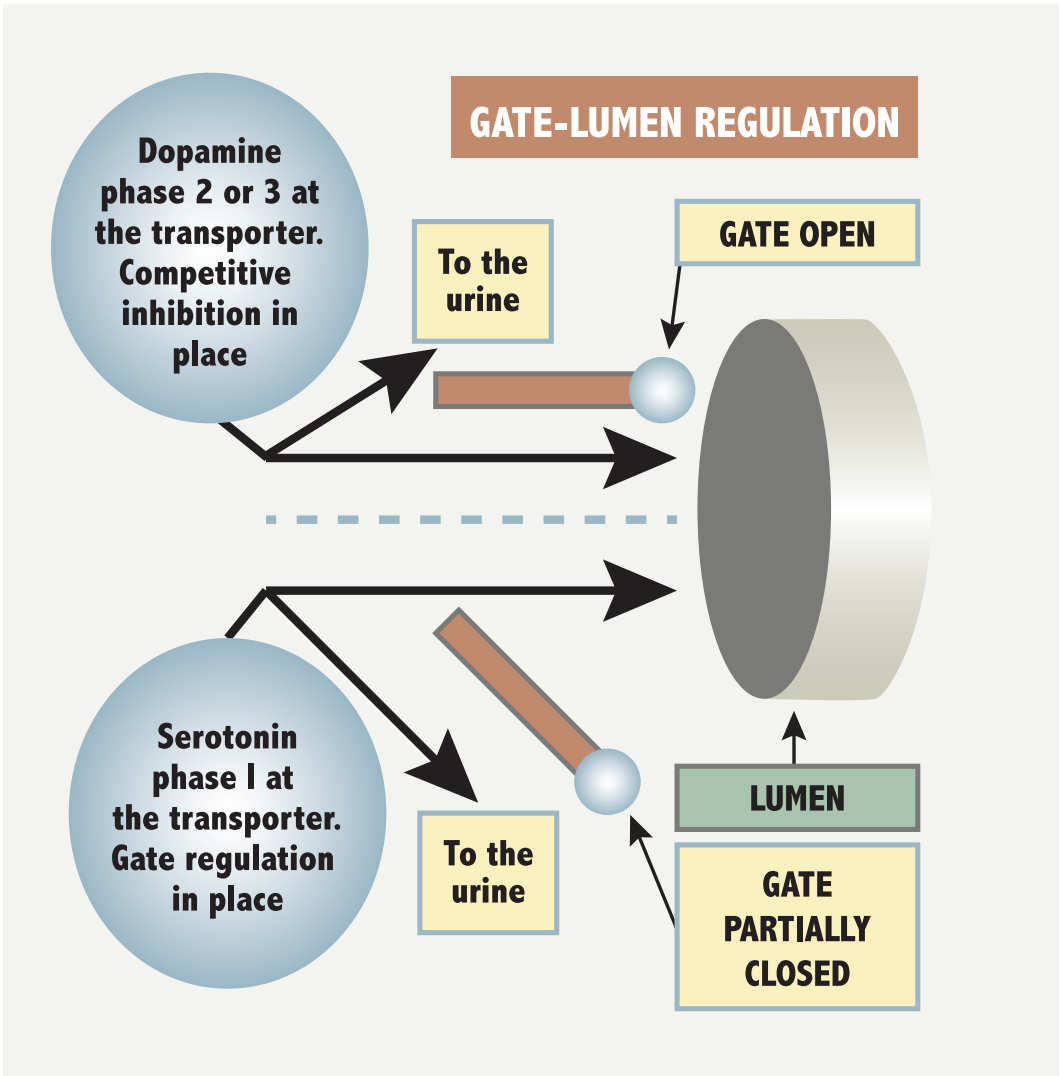 GATE-LUMEN REGULATION
Dopamine
phase 2 or 3 at
the transporter.
Competitive
inhibition in
place
To the
urine
GATE OPEN
Serotonin
phase I at
the transporter.
Gate regulation
in place
To the
urine
LUMEN
GATE
PARTIALLY
CLOSED